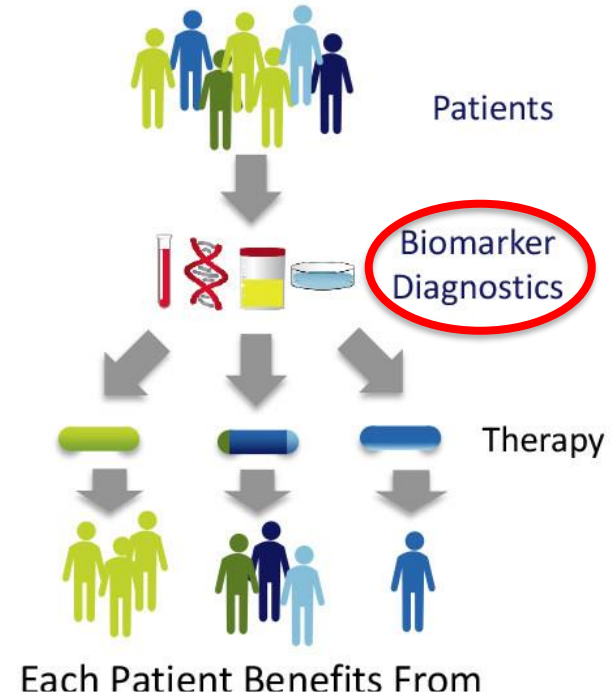 Patients
Biomarker
Diagnostics
Therapy
Each Patient Benefits From